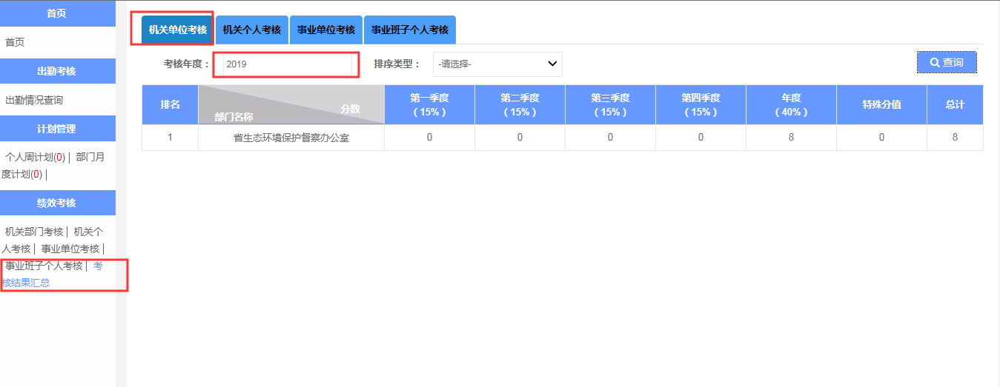 首页
首页
出勤考核
出勤情况查询
计划管理
个人周计划(0) | 部门月
度计划(0) |
绩效考核
机关部门考核 | 机关个
人考核 | 事业单位考核 |
事业班子个人考核 | 考
核结果汇总
机关单位考核 机关个人考核 事业单位考核 事业班子个人考核
考核年度： 2019 排序类型： -请选择- 查询
排名 分数 部门名称 第一季度 第二季度 第三季度 第四季度 年度 特殊分值 总计
（15%） （15%） （15%） （15%） （40%）
1 省生态环境保护督察办公室 0 0 0 0 8 0 8